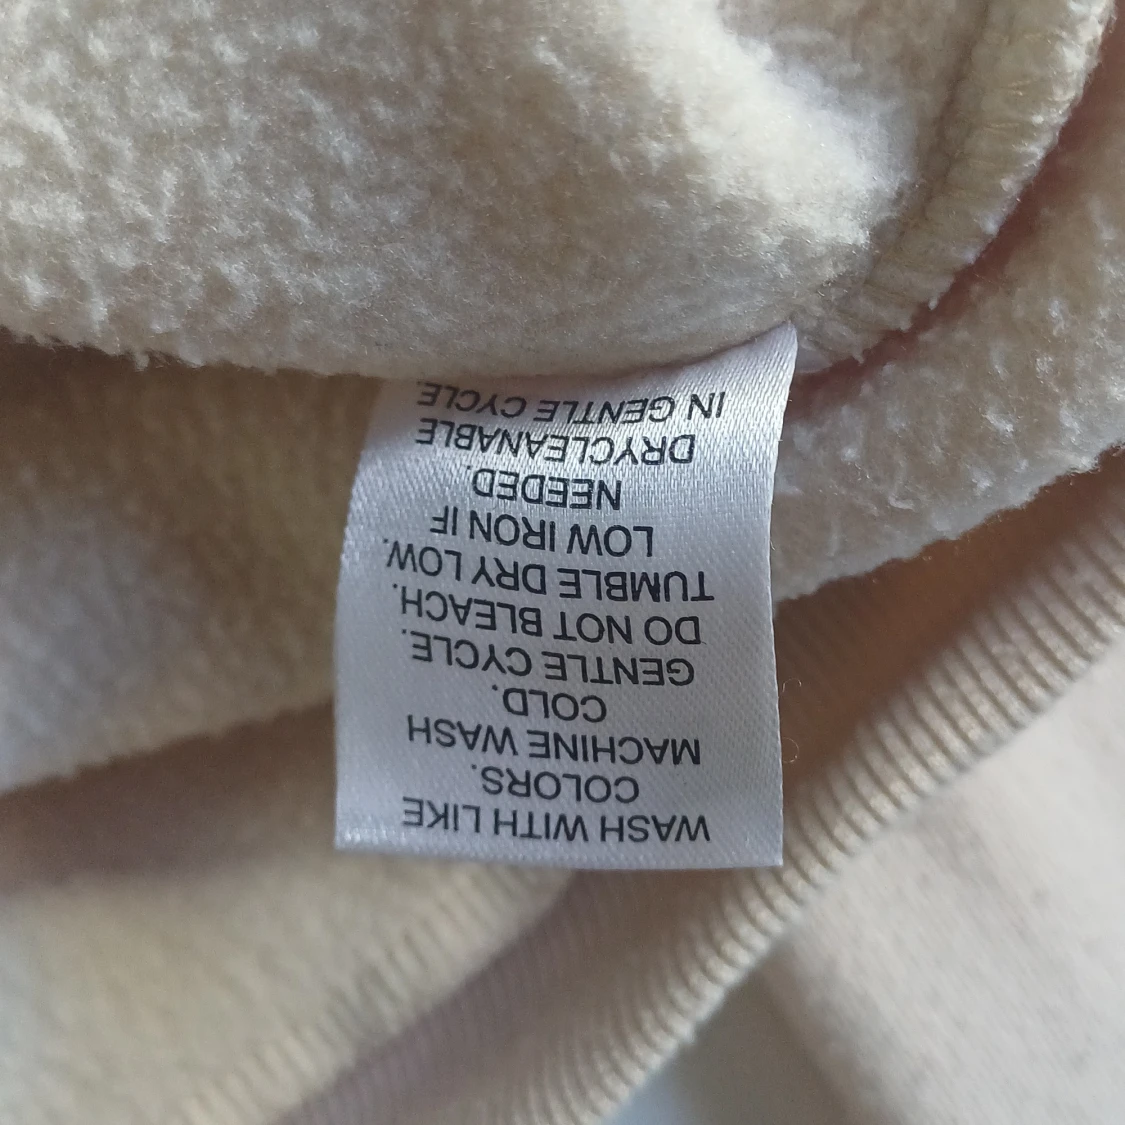 WASH WITH LIKE
COLORS.
MACHINE WASH
COLD.
GENTLE CYCLE.
DO NOT BLEACH.
TUMBLE DRY LOW.
LOW IRON IF
NEEDED.
DRYCLEANABLE
IN GENTLE CYCLE.